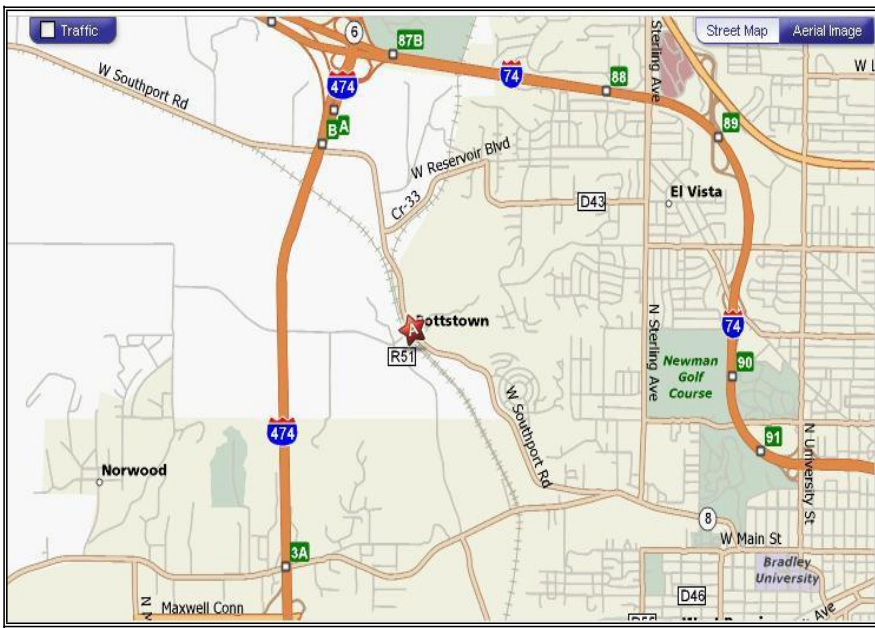 Traffic
Street Map
Aerial Image
6
87B
W Southport Rd
474
74
88
Sterling Ave
89
B
A
W Reservoir Blvd
Cr-33
D43
El Vista
N Sterling Ave
74
A
R51
Newman
Golf
Course
90
W Southport Rd
474
91
N University St
Norwood
8
W Main St
3A
Bradley
University
D46
Maxwell Conn
Ave